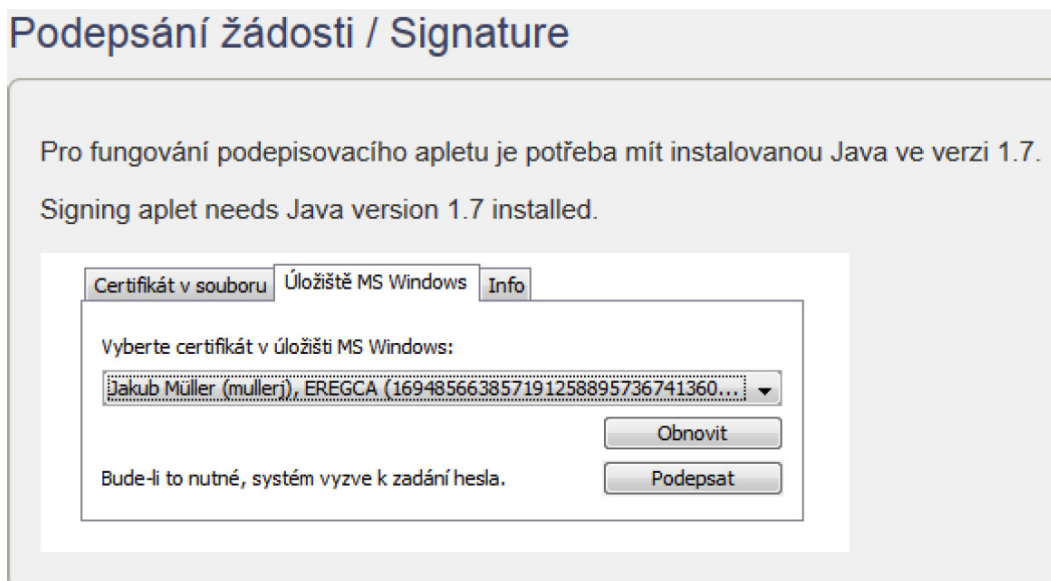 Podepsání žádosti / Signature
Pro fungování podepisovacího apletu je potřeba mít instalovanou Java ve verzi 1.7.
Signing aplet needs Java version 1.7 installed.
Certifikát v souboru Úložiště MS Windows Info
Vyberte certifikát v úložišti MS Windows:
Jakub Müller (mullerj), EREGCA (169485663857191258895736741360...
Obnovit
Bude-li to nutné, systém vyzve k zadání hesla. Podepsat